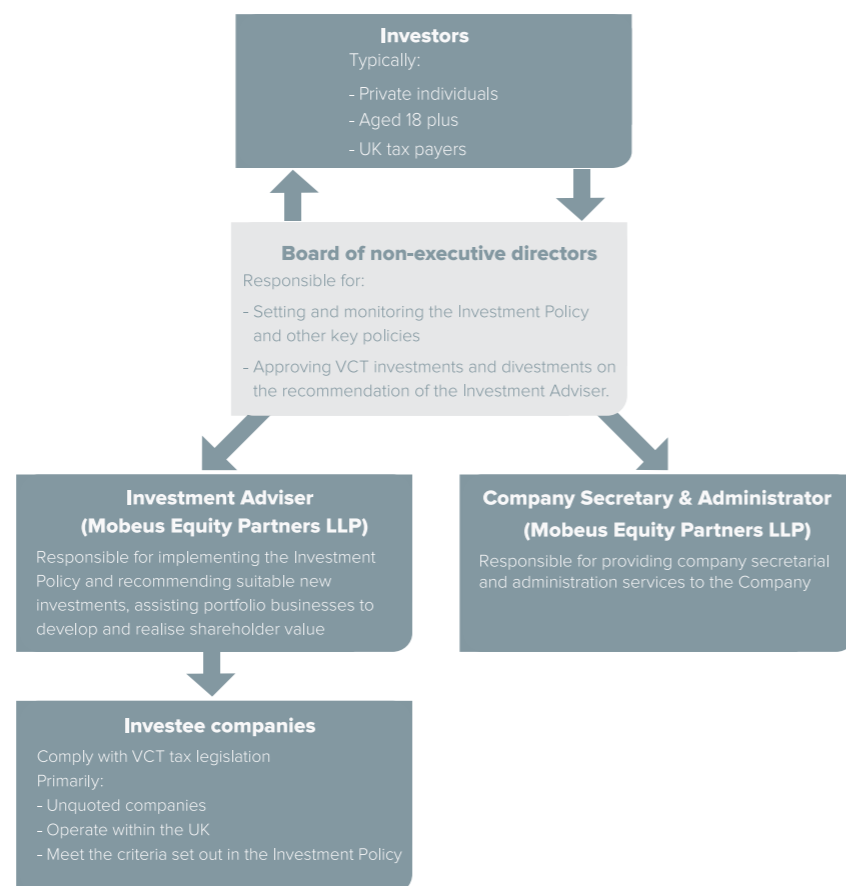 Investors
Typically:
- Private individuals
- Aged 18 plus
- UK tax payers
Board of non-executive directors
Responsible for:
- Setting and monitoring the Investment Policy
and other key policies
- Approving VCT investments and divestments on
the recommendation of the Investment Adviser.
Investment Adviser
(Mobeus Equity Partners LLP)
Responsible for implementing the Investment
Policy and recommending suitable new
investments, assisting portfolio businesses to
develop and realise shareholder value
Company Secretary & Administrator
(Mobeus Equity Partners LLP)
Responsible for providing company secretarial
and administration services to the Company
Investee companies
Comply with VCT tax legislation
Primarily:
- Unquoted companies
- Operate within the UK
- Meet the criteria set out in the Investment Policy